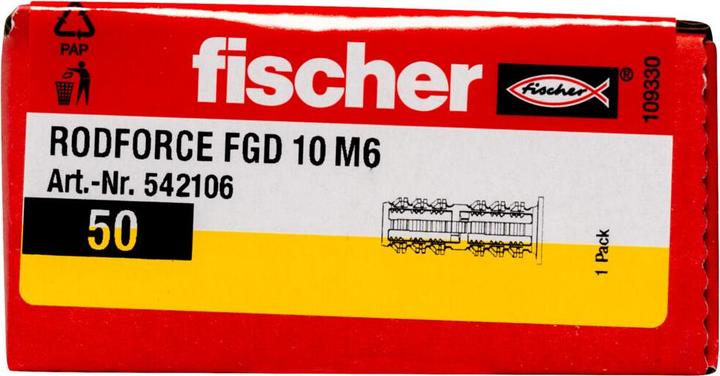 PAP
fischer
fischer
®
109330
RODFORCE FGD 10 M6
Art.-Nr. 542106
50
1 Pack